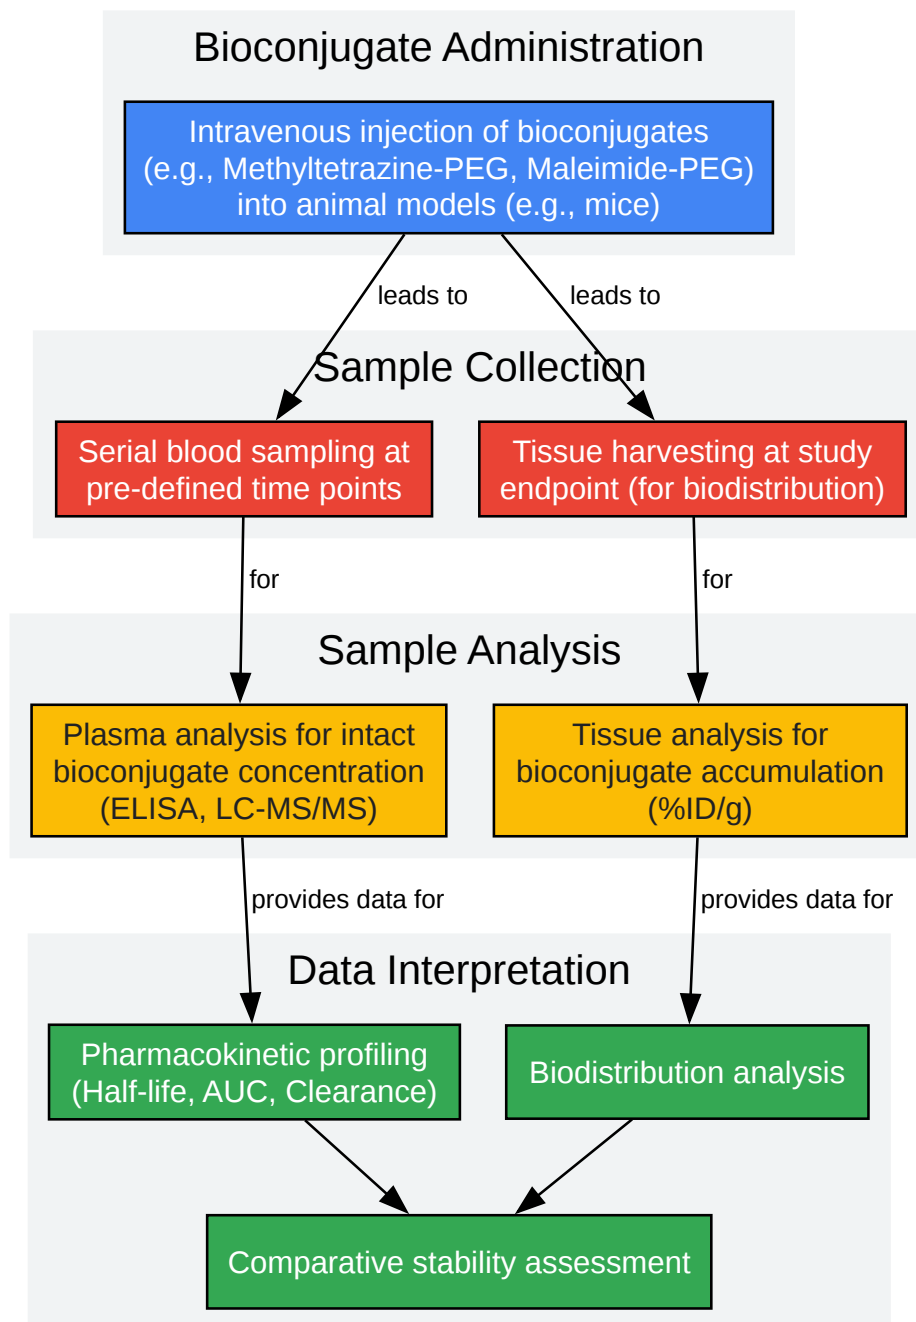 Bioconjugate Administration
Intravenous injection of bioconjugates
(e.g., Methyltetrazine-PEG, Maleimide-PEG)
into animal models (e.g., mice)
leads to
leads to
Sample Collection
Serial blood sampling at
pre-defined time points
Tissue harvesting at study
endpoint (for biodistribution)
for
for
Sample Analysis
Plasma analysis for intact
bioconjugate concentration
(ELISA, LC-MS/MS)
Tissue analysis for
bioconjugate accumulation
(%ID/g)
provides data for
provides data for
Data Interpretation
Pharmacokinetic profiling
(Half-life, AUC, Clearance)
Biodistribution analysis
Comparative stability assessment